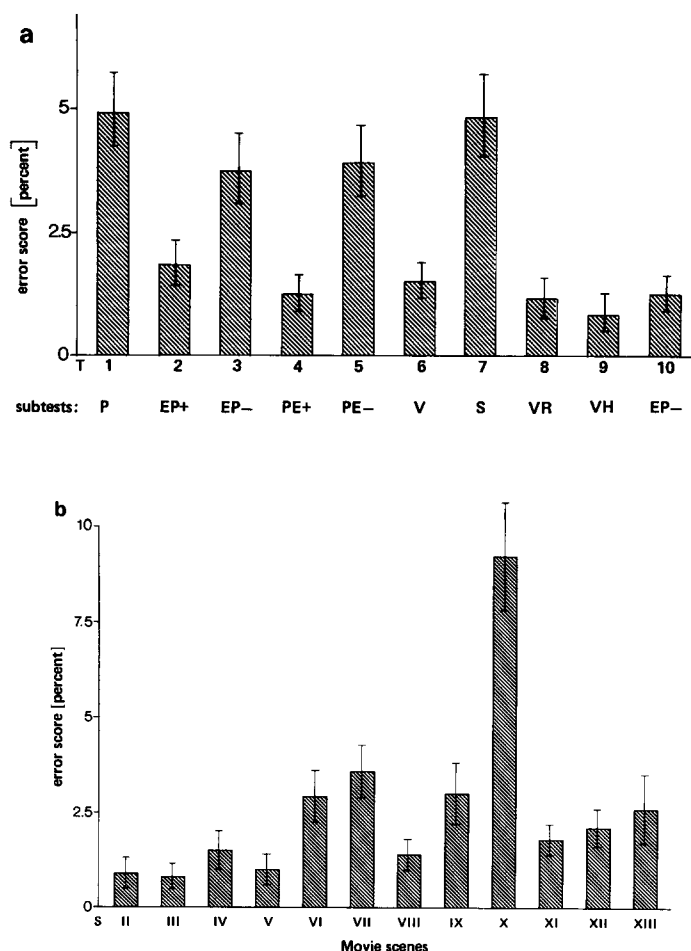 a
error score [percent]
5
2.5
0
T 1 2 3 4 5 6 7 8 9 10
subtests: P EP+ EP− PE+ PE− V S VR VH EP−
b
error score [percent]
10
7.5
5
2.5
0
S II III IV V VI VII VIII IX X XI XII XIII
Movie scenes